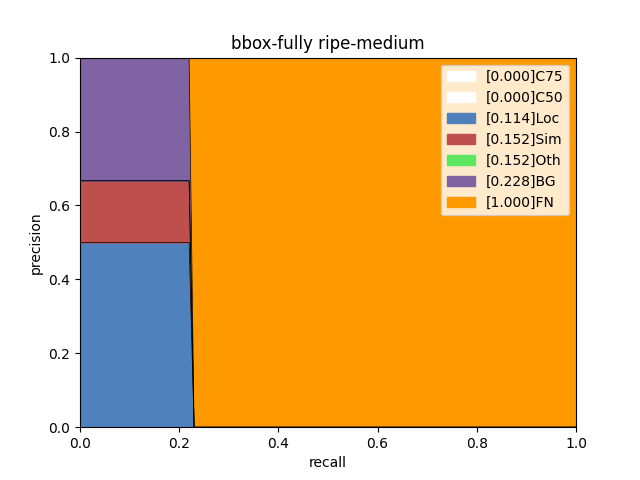 bbox-fully ripe-medium
1.0
0.8
0.6
0.4
0.2
0.0
precision
[0.000]C75
[0.000]C50
[0.114]Loc
[0.152]Sim
[0.152]Oth
[0.228]BG
[1.000]FN
0.0 0.2 0.4 0.6 0.8 1.0
recall